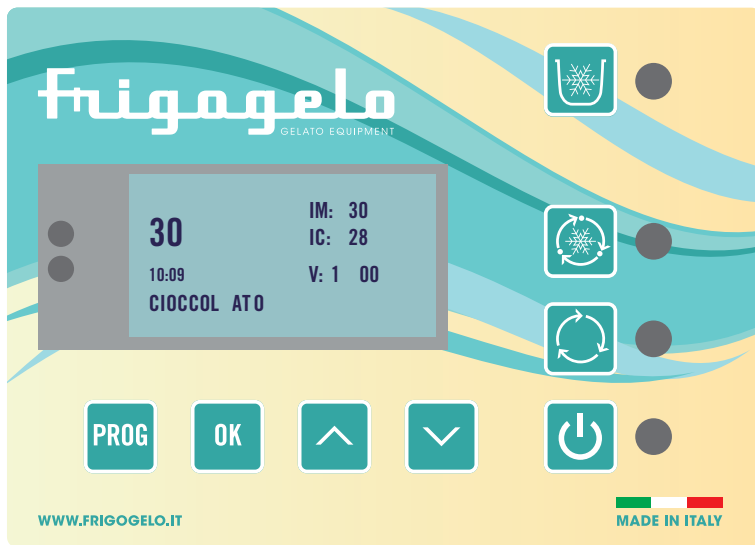 Frigogelo
GELATO EQUIPMENT
30
IM: 30
IC: 28
10:09
V: 1 00
CIOCCOL ATO
PROG
OK
WWW.FRIGOGELO.IT
MADE IN ITALY